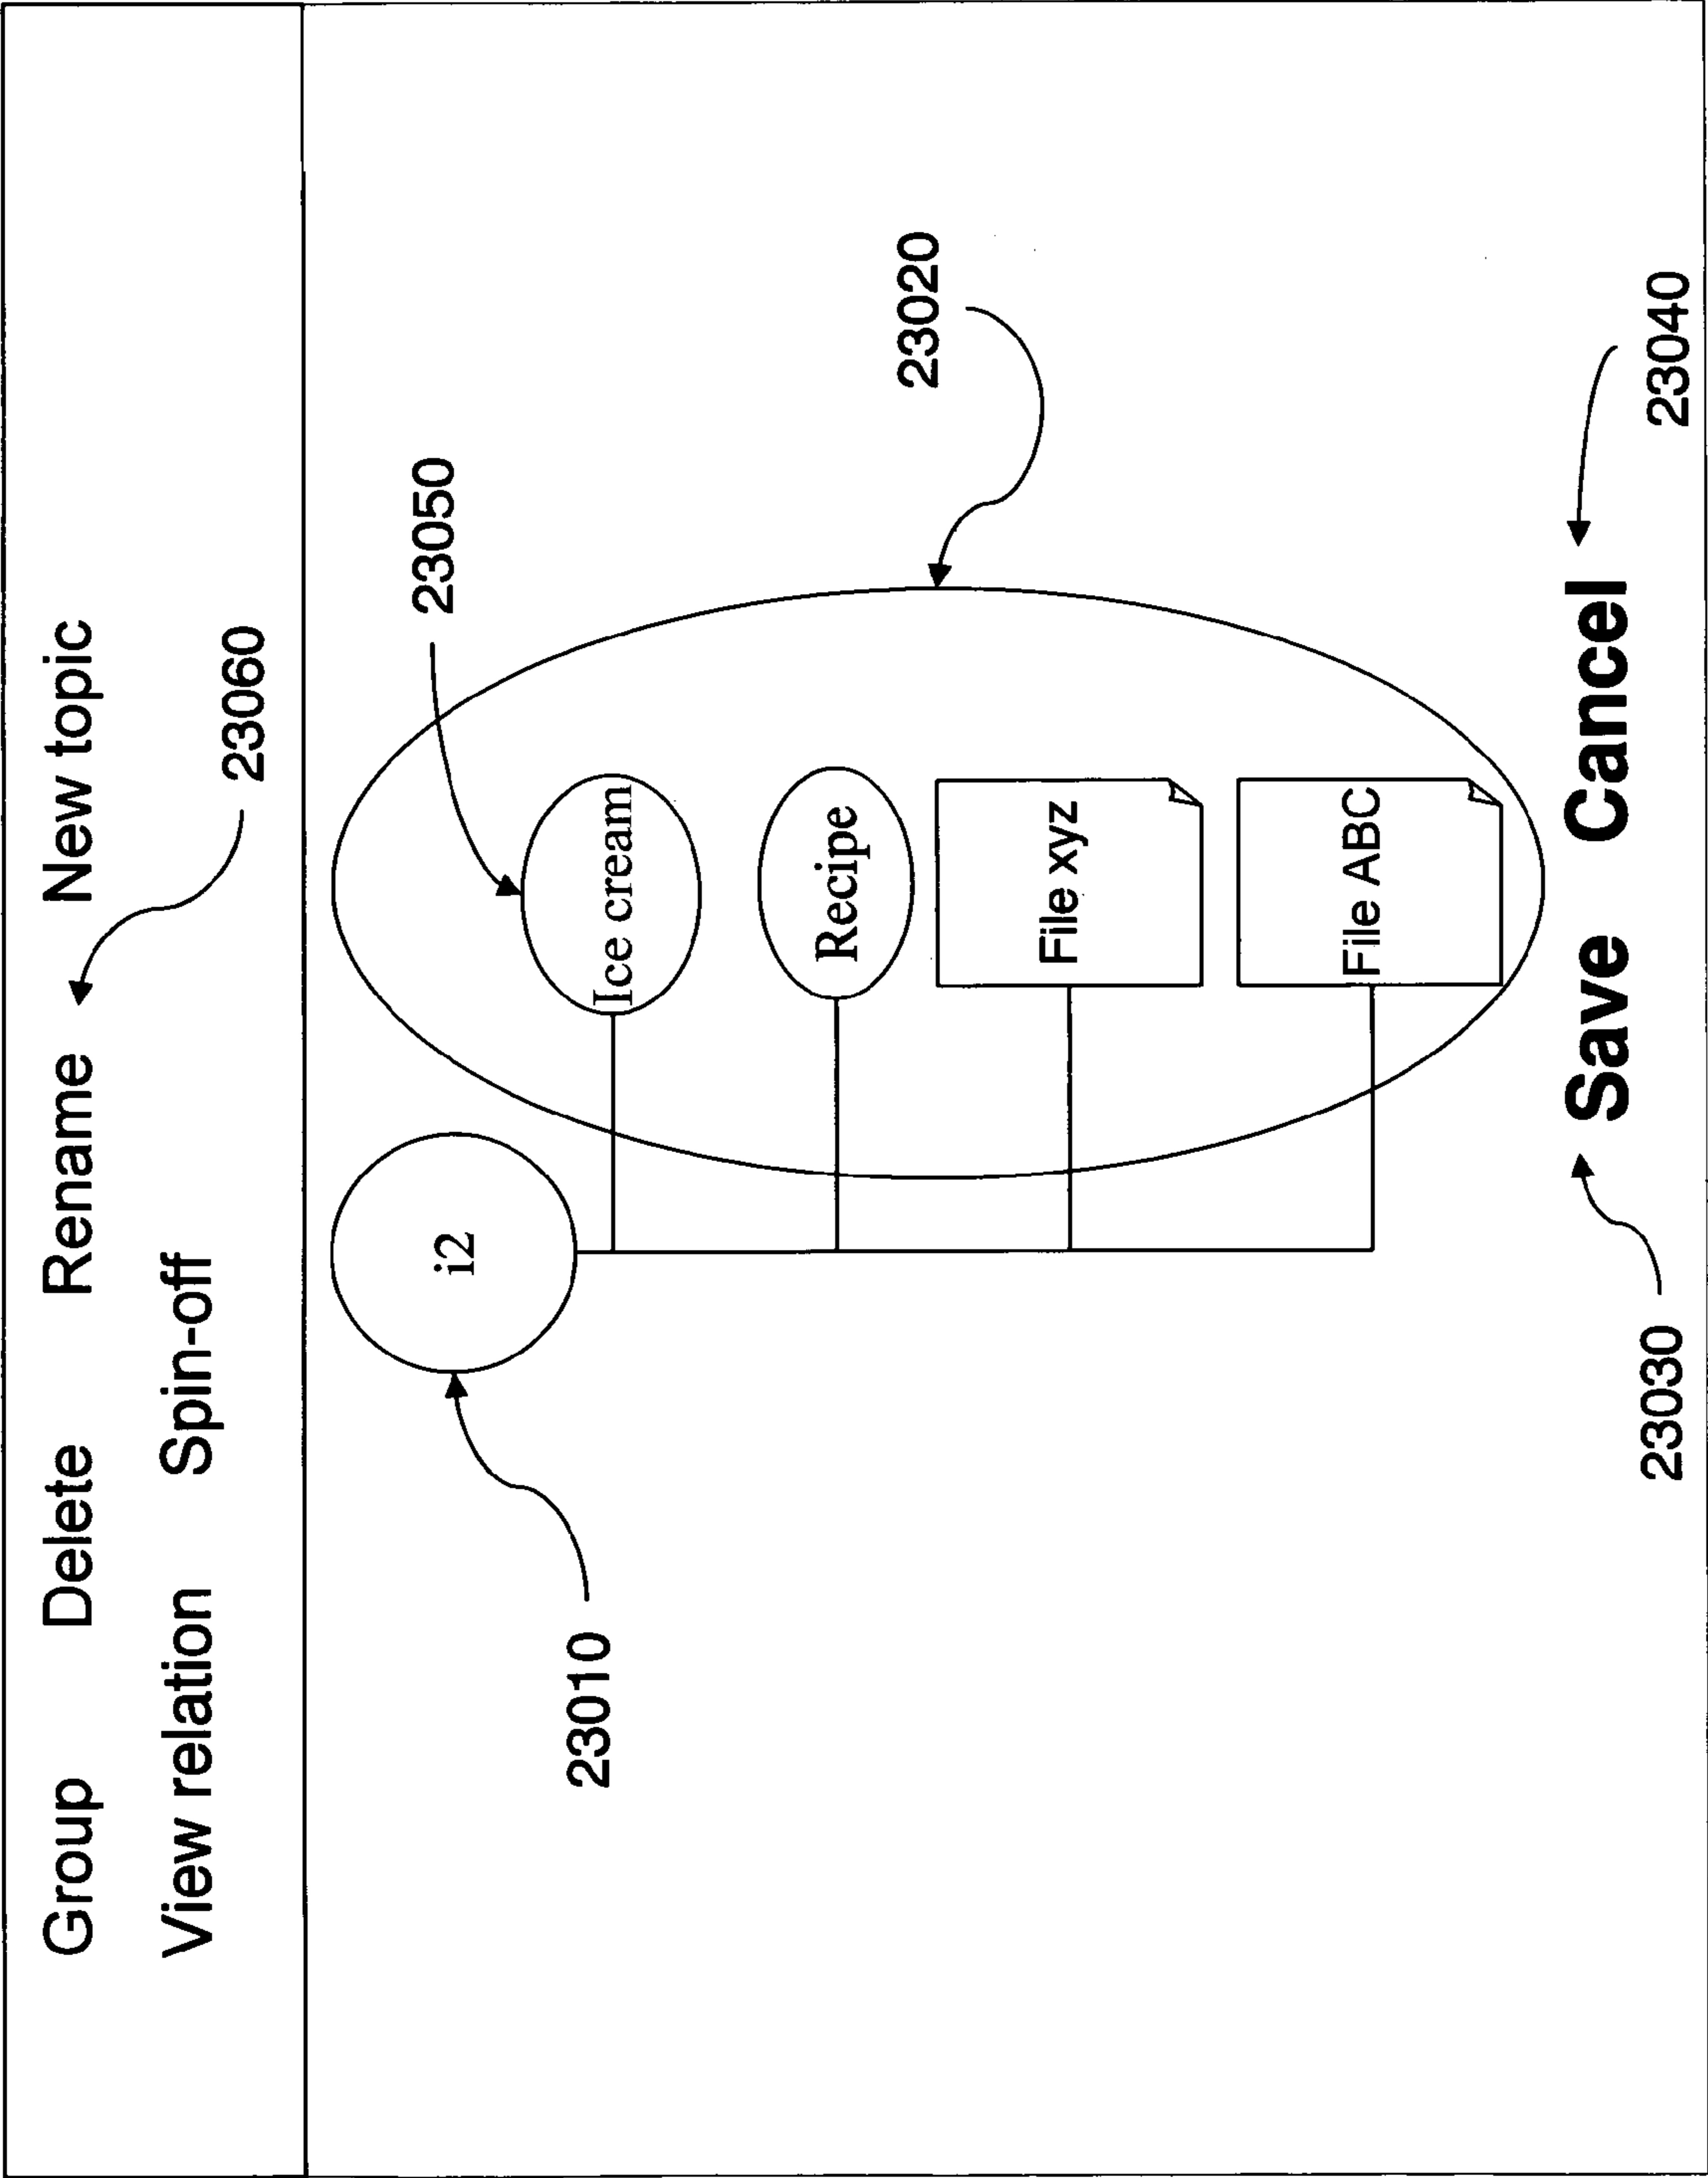 Group Delete Rename New topic
View relation Spin-off
23060
i2
23050
Ice cream
23010
Recipe
23020
File xyz
File ABC
Save Cancel
23030
23040